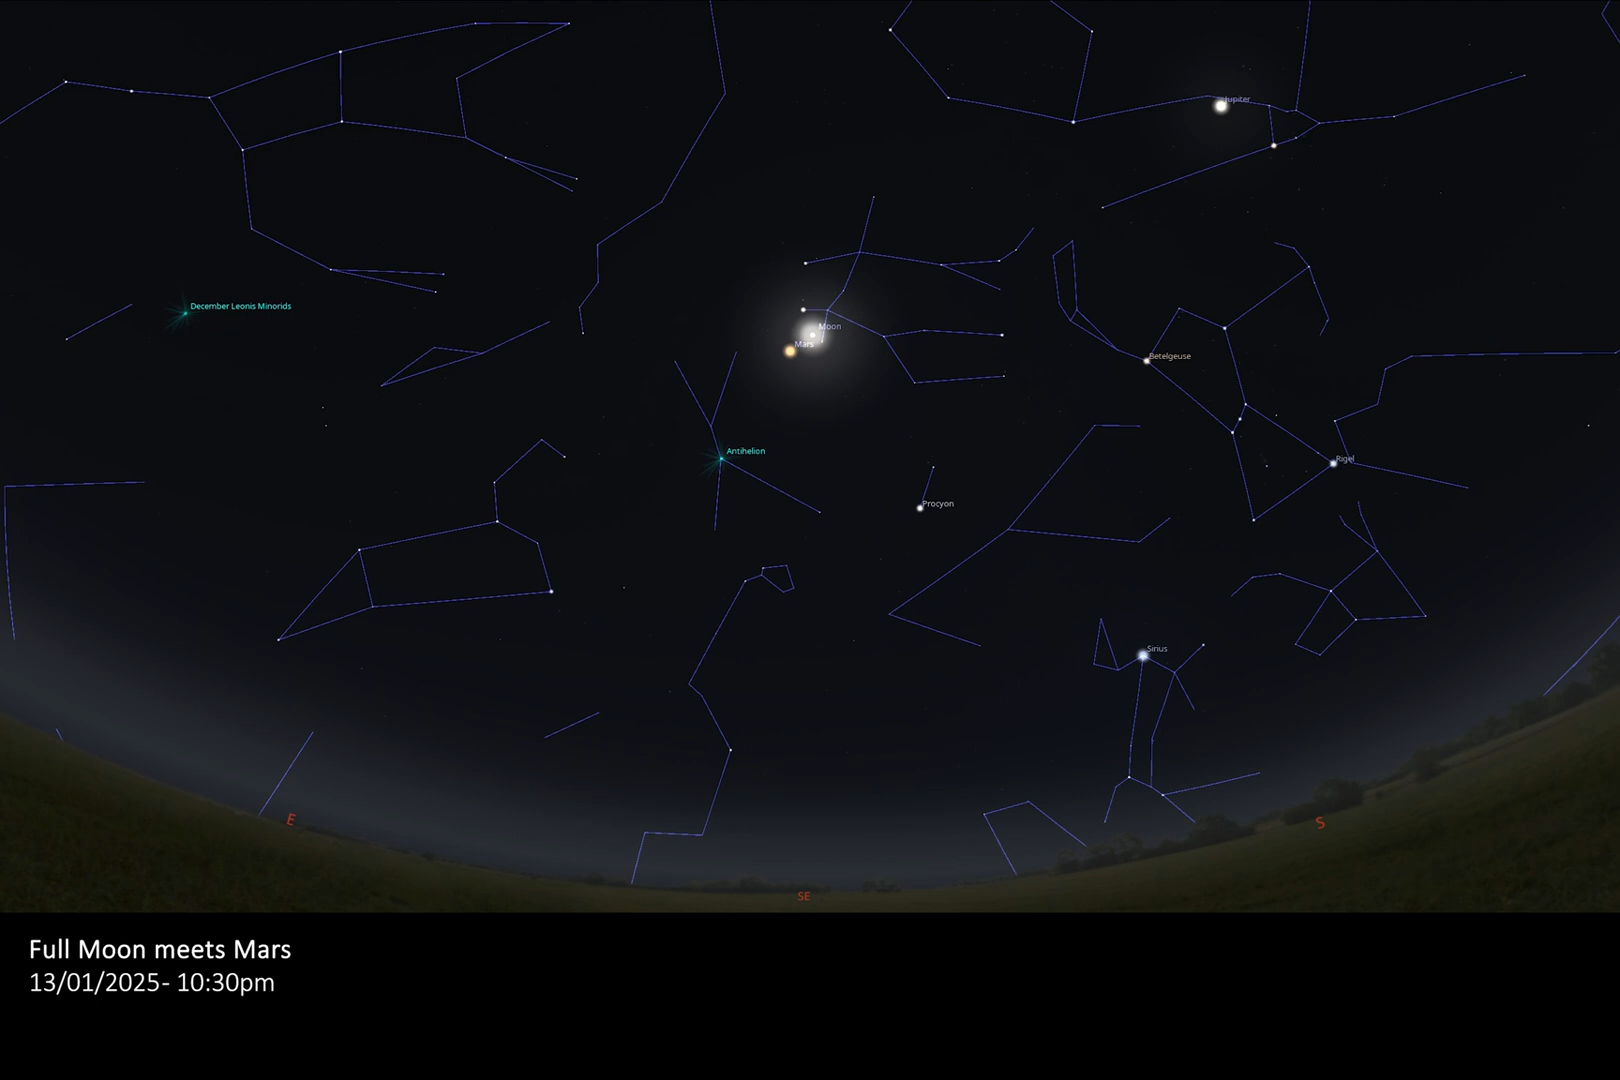 Jupiter
December Leonis Minorids
Moon
Mars
Betelgeuse
Antihelion
Rigel
Procyon
Sirius
E
S
SE
Full Moon meets Mars
13/01/2025- 10:30pm